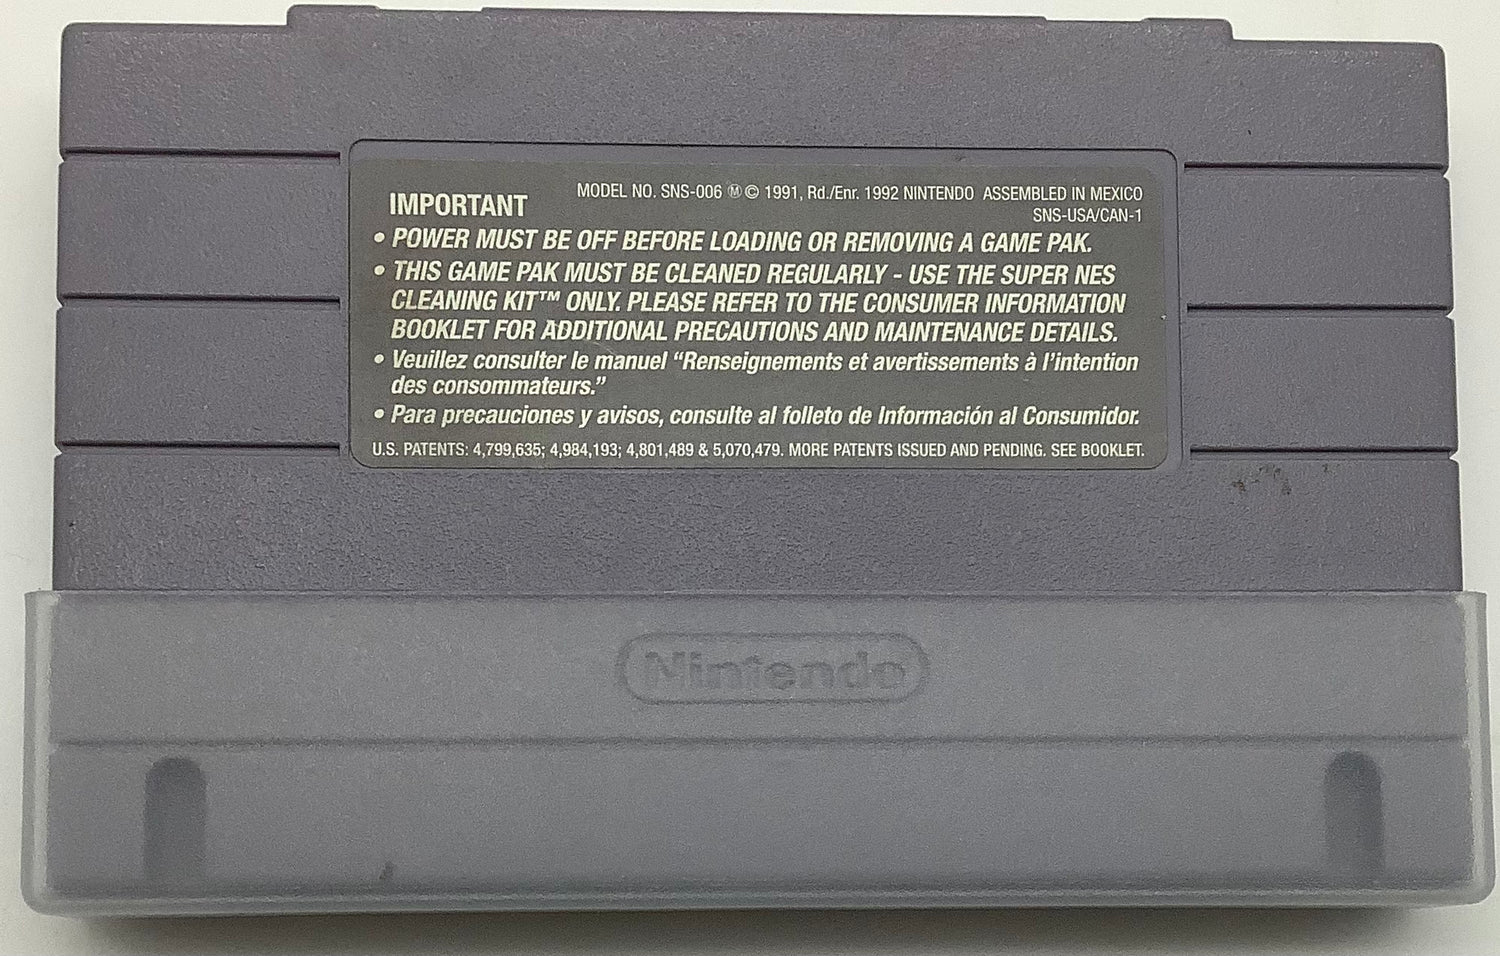 MODEL NO. SNS-006 Ⓜ © 1991, Rd./Enr. 1992 NINTENDO ASSEMBLED IN MEXICO
IMPORTANT
SNS-USA/CAN-1
• POWER MUST BE OFF BEFORE LOADING OR REMOVING A GAME PAK.
• THIS GAME PAK MUST BE CLEANED REGULARLY - USE THE SUPER NES
CLEANING KIT™ ONLY. PLEASE REFER TO THE CONSUMER INFORMATION
BOOKLET FOR ADDITIONAL PRECAUTIONS AND MAINTENANCE DETAILS.
• Veuillez consulter le manuel “Renseignements et avertissements à l’intention
des consommateurs.”
• Para precauciones y avisos, consulte al folleto de Información al Consumidor.
U.S. PATENTS: 4,799,635; 4,984,193; 4,801,489 & 5,070,479. MORE PATENTS ISSUED AND PENDING. SEE BOOKLET.
Nintendo